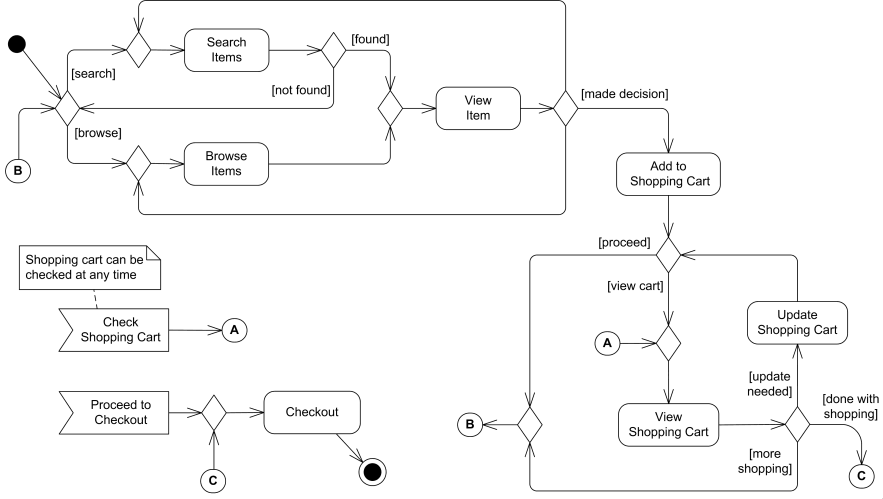 Search
Items
[found]
[search]
[not found]
View
Item
[made decision]
[browse]
Browse
Items
B
Add to
Shopping Cart
[proceed]
[view cart]
Shopping cart can be
checked at any time
Check
Shopping Cart
A
A
Update
Shopping Cart
[update
needed]
[done with
shopping]
Proceed to
Checkout
Checkout
B
View
Shopping Cart
[more
shopping]
C
C